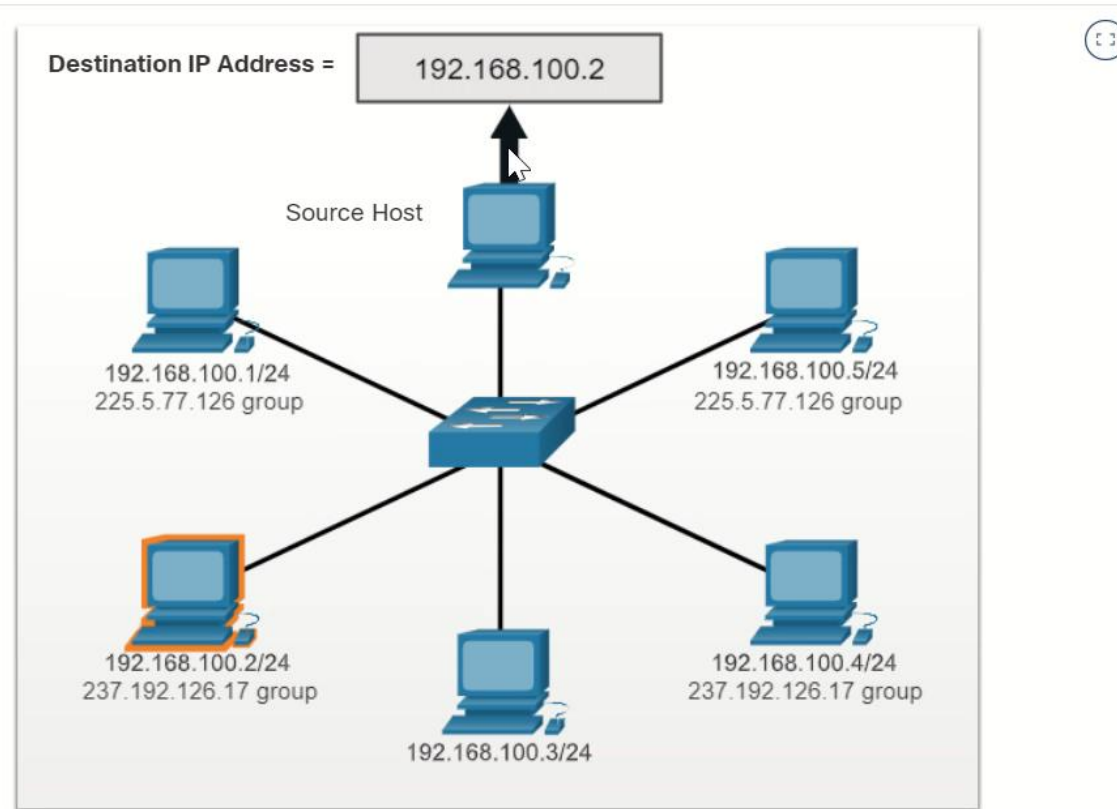 Destination IP Address =
192.168.100.2
Source Host
192.168.100.1/24
225.5.77.126 group
192.168.100.5/24
225.5.77.126 group
192.168.100.2/24
237.192.126.17 group
192.168.100.4/24
237.192.126.17 group
192.168.100.3/24